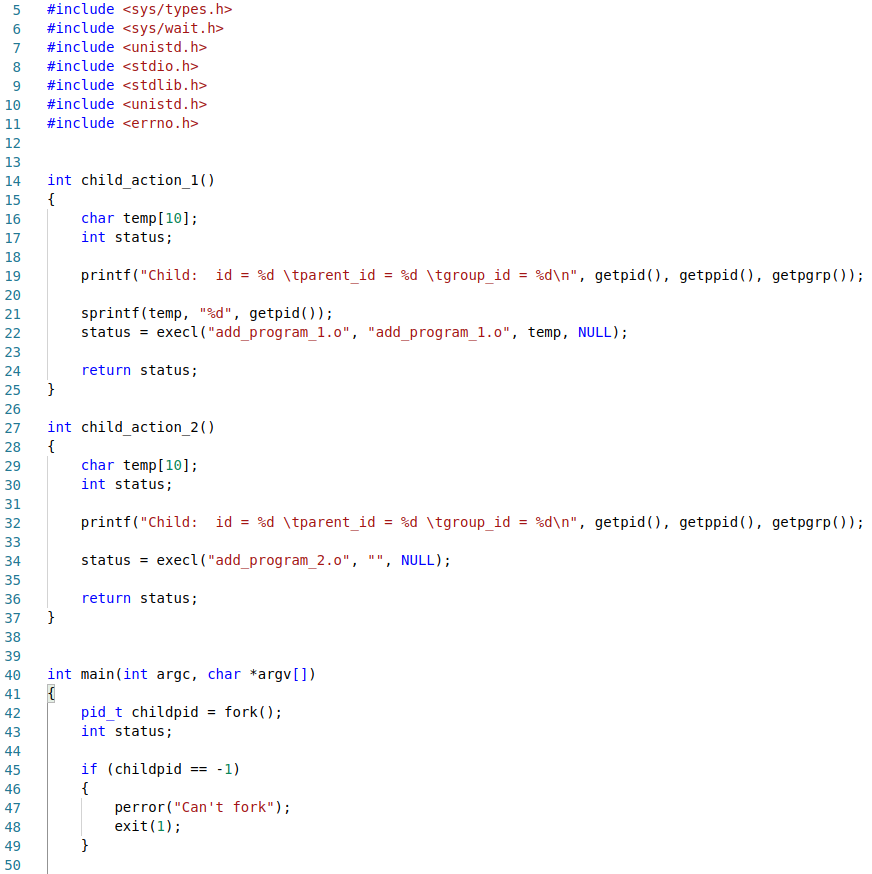 5 #include <sys/types.h>
6 #include <sys/wait.h>
7 #include <unistd.h>
8 #include <stdio.h>
9 #include <stdlib.h>
10 #include <unistd.h>
11 #include <errno.h>
12
13
14 int child_action_1()
15 {
16     char temp[10];
17     int status;
18
19     printf("Child:  id = %d \tparent_id = %d \tgroup_id = %d\n", getpid(), getppid(), getpgrp());
20
21     sprintf(temp, "%d", getpid());
22     status = execl("add_program_1.o", "add_program_1.o", temp, NULL);
23
24     return status;
25 }
26
27 int child_action_2()
28 {
29     char temp[10];
30     int status;
31
32     printf("Child:  id = %d \tparent_id = %d \tgroup_id = %d\n", getpid(), getppid(), getpgrp());
33
34     status = execl("add_program_2.o", "", NULL);
35
36     return status;
37 }
38
39
40 int main(int argc, char *argv[])
41 {
42     pid_t childpid = fork();
43     int status;
44
45     if (childpid == -1)
46     {
47         perror("Can't fork");
48         exit(1);
49     }
50